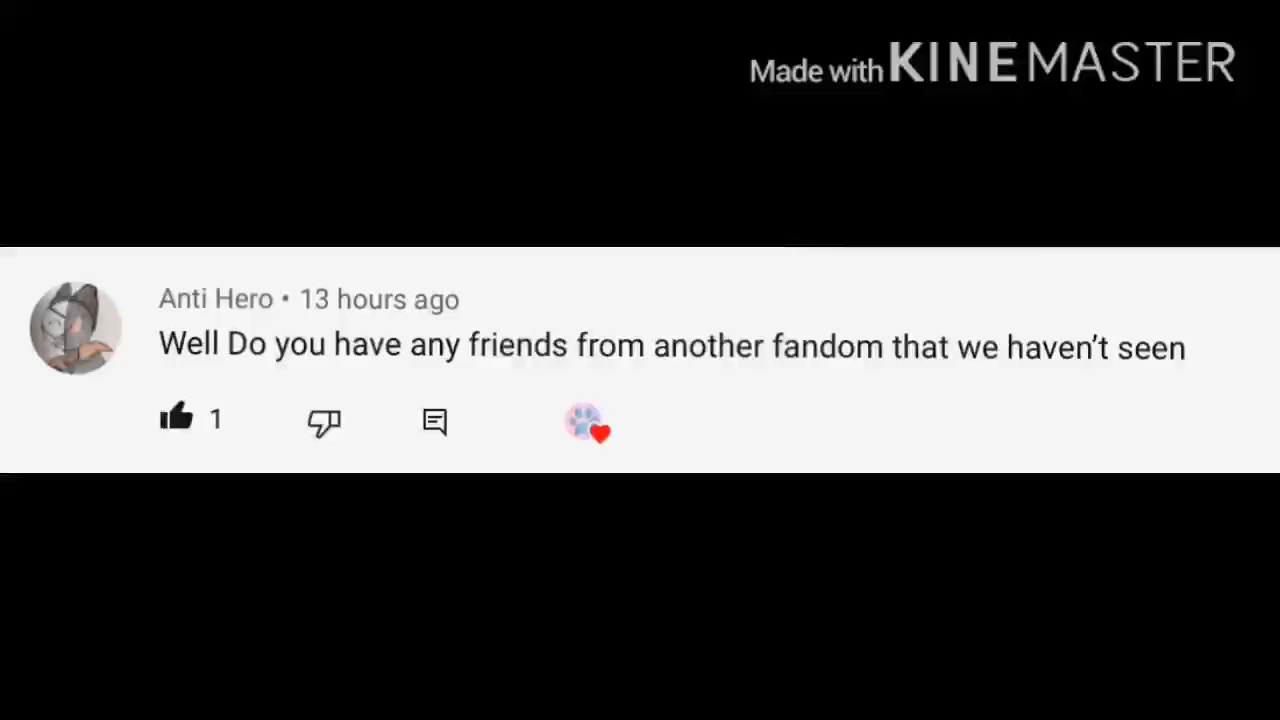 Made with KINEMASTER
Anti Hero • 13 hours ago
Well Do you have any friends from another fandom that we haven't seen
1